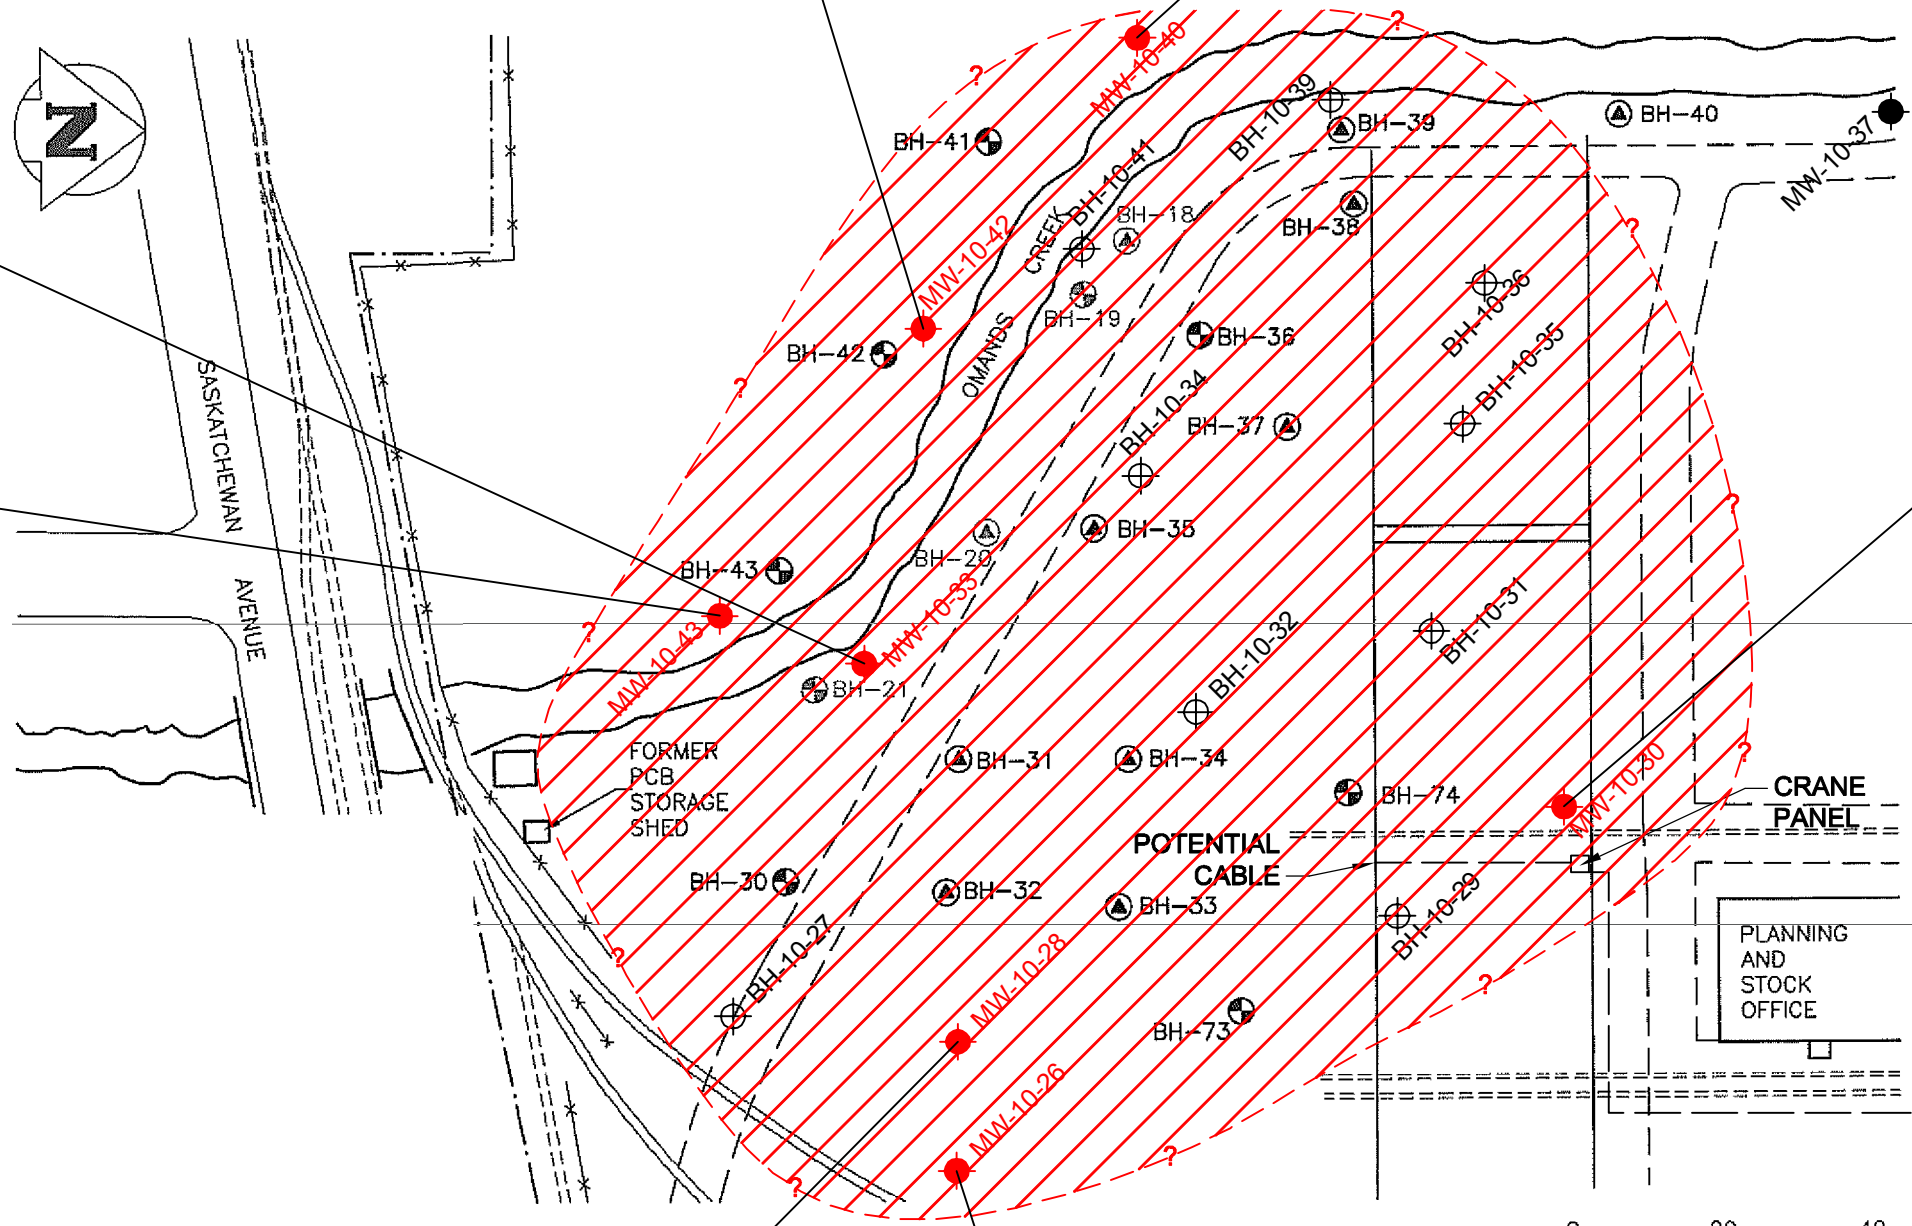 N
SASKATCHEWAN
AVENUE
?
?
MW-10-40
BH-10-39
BH-39
BH-40
MW-10-37
BH-41
BH-10-41
BH-18
BH-38
?
MW-10-42
OMANDS
CREEK
BH-19
BH-10-36
BH-42
BH-36
BH-10-35
?
BH-10-34
BH-37
?
BH-20
BH-35
BH-43
MW-10-33
BH-10-31
?
MW-10-43
BH-10-32
BH-21
FORMER
PCB
STORAGE
SHED
BH-31
BH-34
BH-74
MW-10-30
?
CRANE
PANEL
POTENTIAL
CABLE
BH-30
BH-32
BH-33
BH-10-29
?
BH-10-27
MW-10-28
PLANNING
AND
STOCK
OFFICE
?
BH-73
MW-10-26
?
?